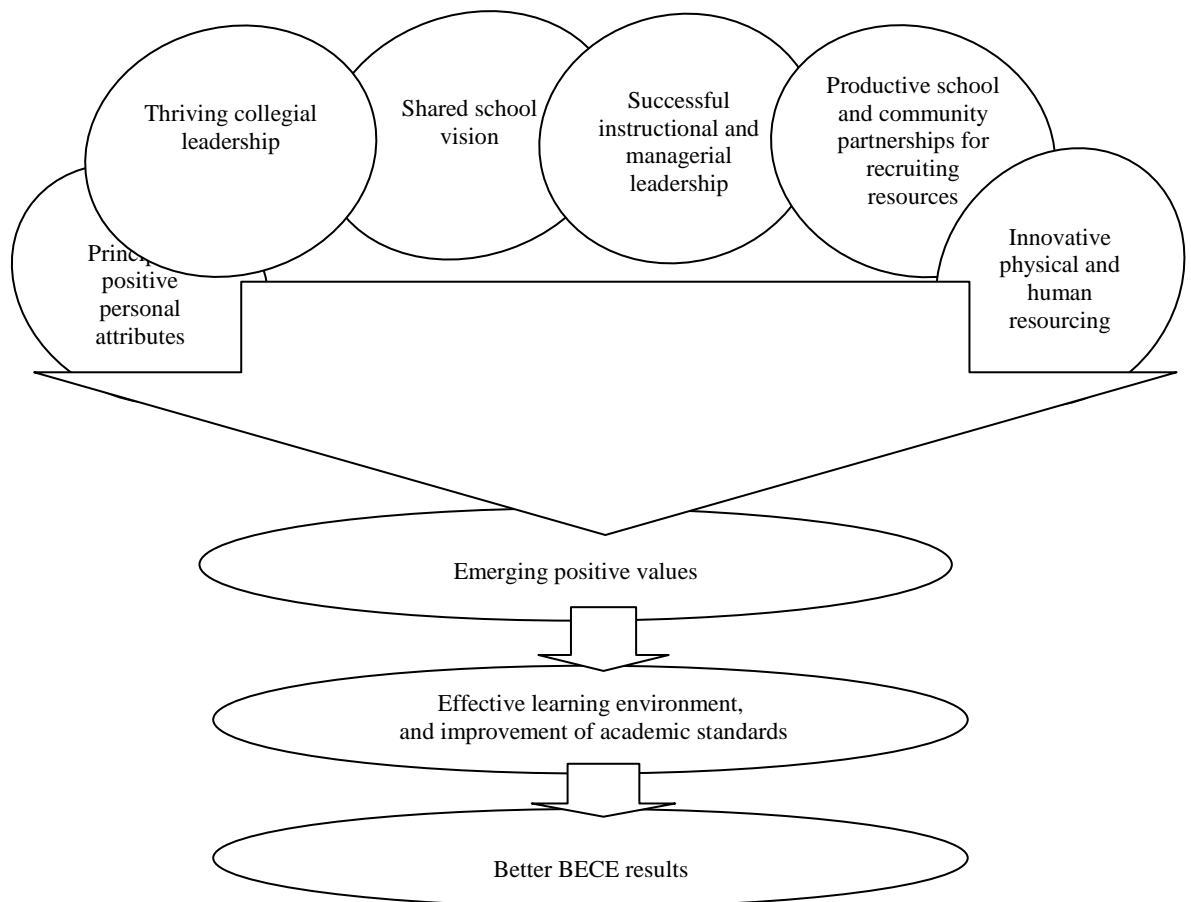 Thriving collegial
leadership
Shared school
vision
Successful
instructional and
managerial
leadership
Productive school
and community
partnerships for
recruiting
resources
positive
personal
attributes
Innovative
physical and
human
resourcing
Emerging positive values
Effective learning environment,
and improvement of academic standards
Better BECE results